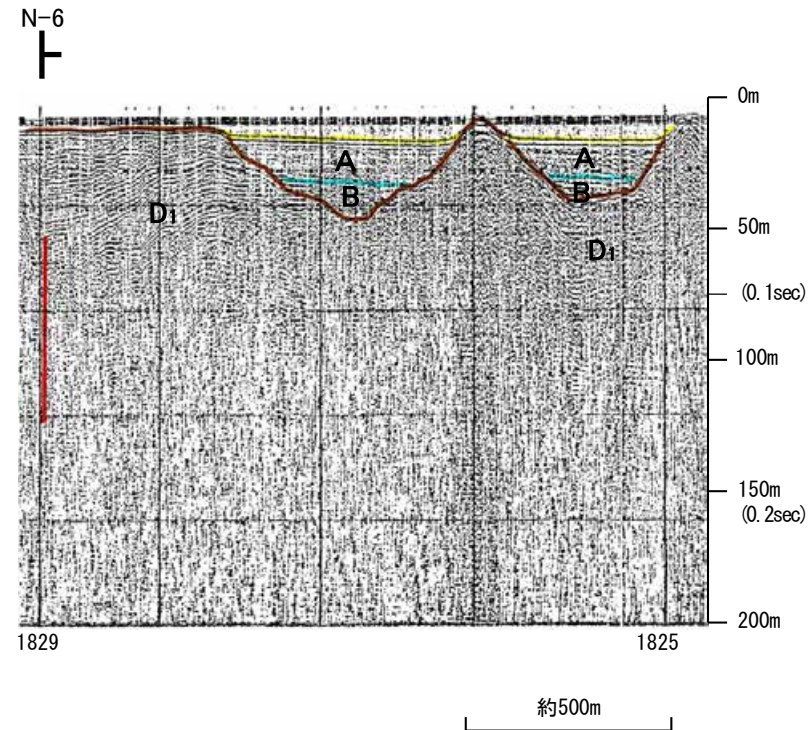 N-6
0m
A
A
B
B
D1
50m
D1
(0.1sec)
100m
150m
(0.2sec)
200m
1829
1825
約500m